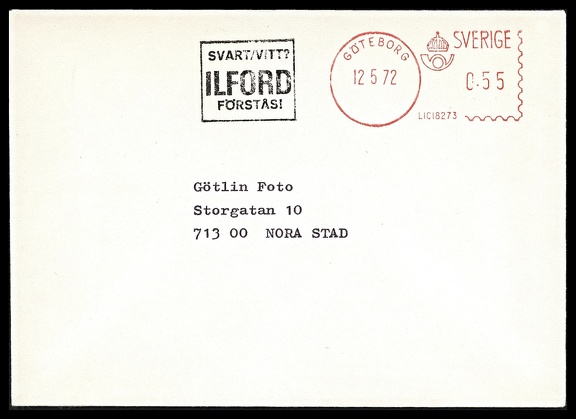 SVART/VITT?
ILFORD
FÖRSTÅS!
GÖTEBORG
12 5 72
SVERIGE
0.55
LIC18273
Götlin Foto
Storgatan 10
713 00 NORA STAD